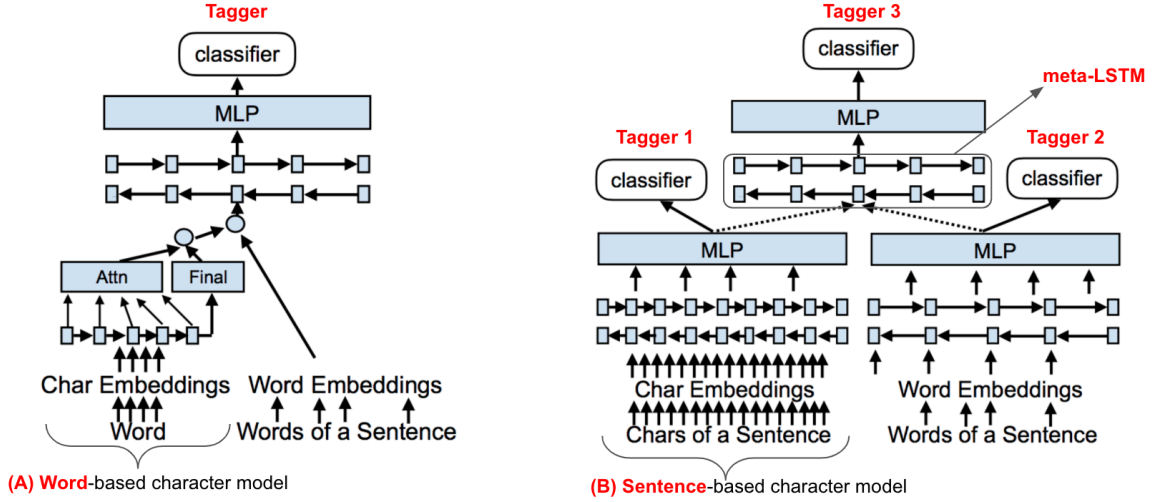 Tagger
classifier
MLP
Attn
Final
Char Embeddings
Word Embeddings
Word
Words of a Sentence
(A) Word-based character model
Tagger 3
classifier
meta-LSTM
MLP
Tagger 1
Tagger 2
classifier
classifier
MLP
MLP
Char Embeddings
Word Embeddings
Chars of a Sentence
Words of a Sentence
(B) Sentence-based character model